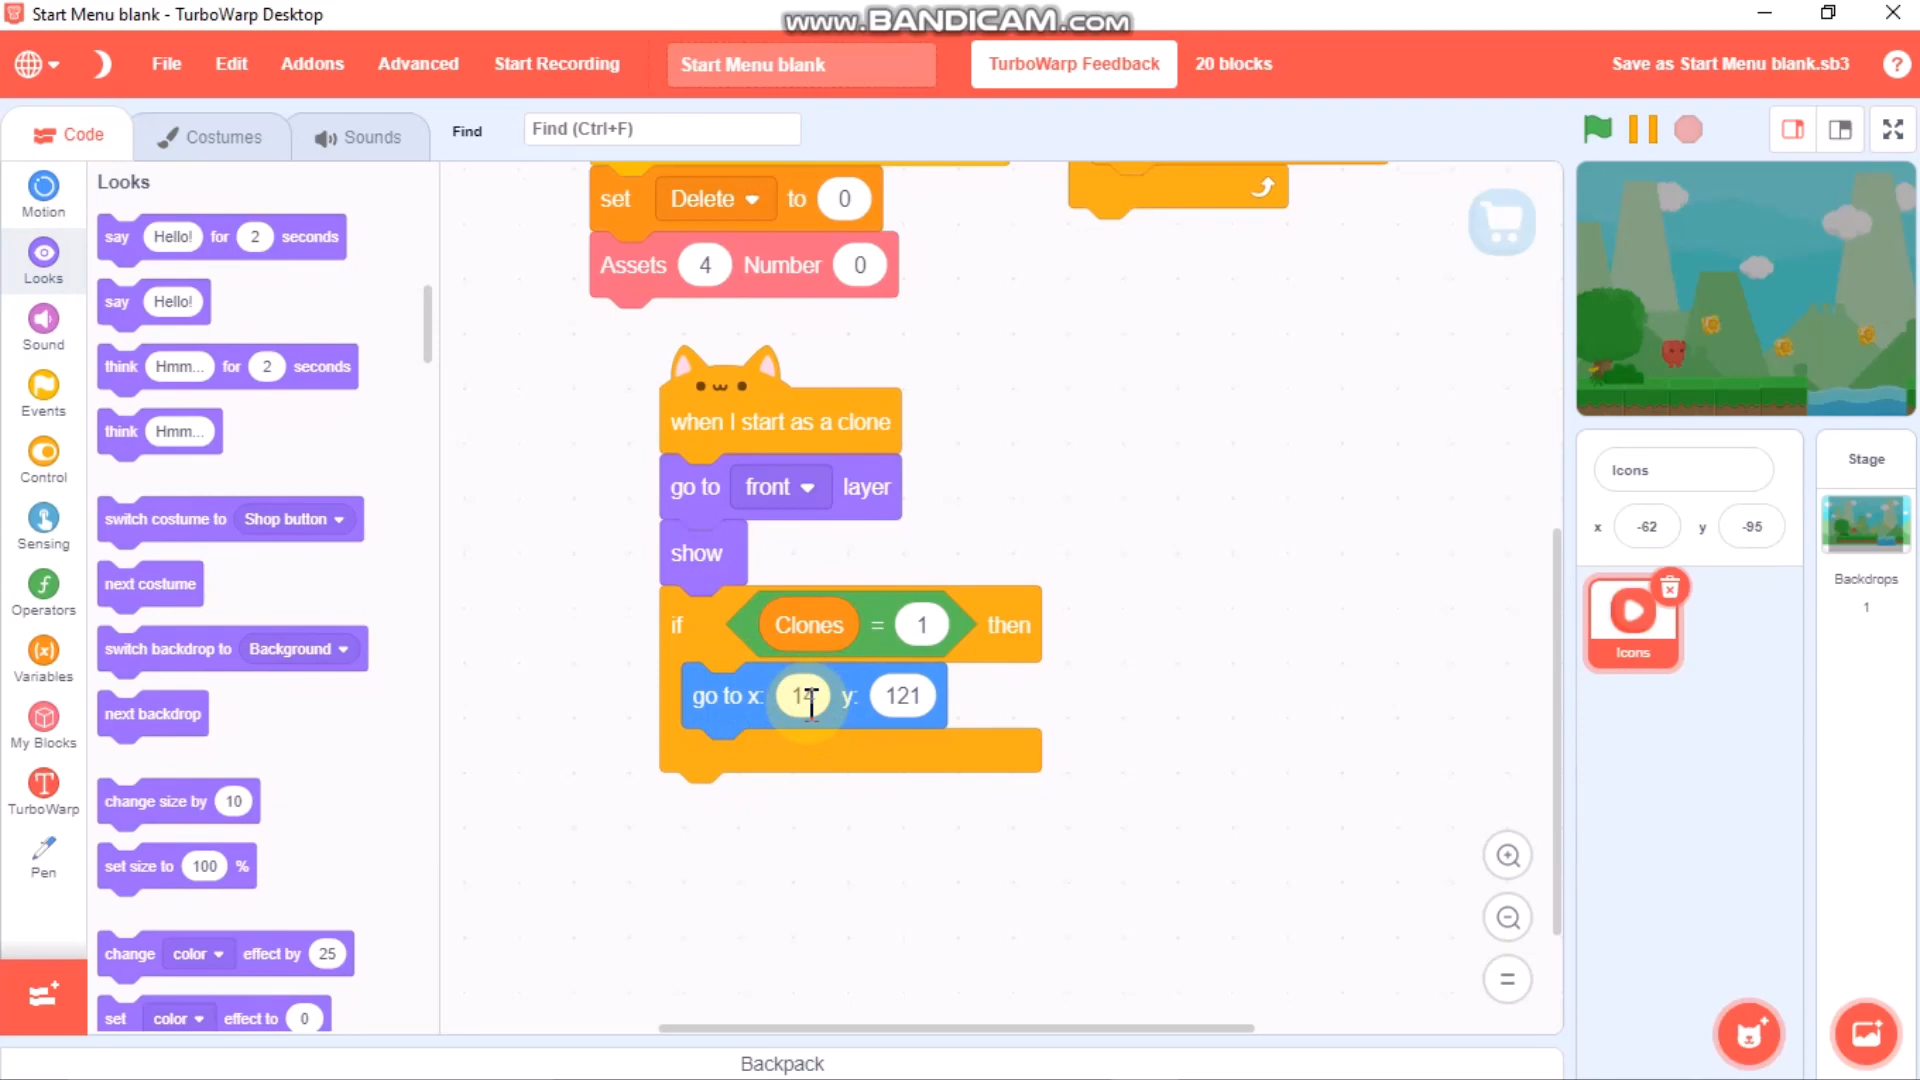 Start Menu blank - TurboWarp Desktop
www.BANDICAM.com
File Edit Addons Advanced Start Recording Start Menu blank TurboWarp Feedback 20 blocks Save as Start Menu blank.sb3 ?
Code Costumes Sounds Find Find (Ctrl+F)
Motion
Looks
Sound
Events
Control
Sensing
Operators
Variables
My Blocks
TurboWarp
Pen
Looks
say Hello! for 2 seconds
say Hello!
think Hmm... for 2 seconds
think Hmm...
switch costume to Shop button
next costume
switch backdrop to Background
next backdrop
change size by 10
set size to 100 %
change color effect by 25
set color effect to 0
set Delete to 0
Assets 4 Number 0
when I start as a clone
go to front layer
show
if Clones = 1 then
go to x: y: 121
Icons
x -62 y -95
Icons
Stage
Backdrops
1
Backpack